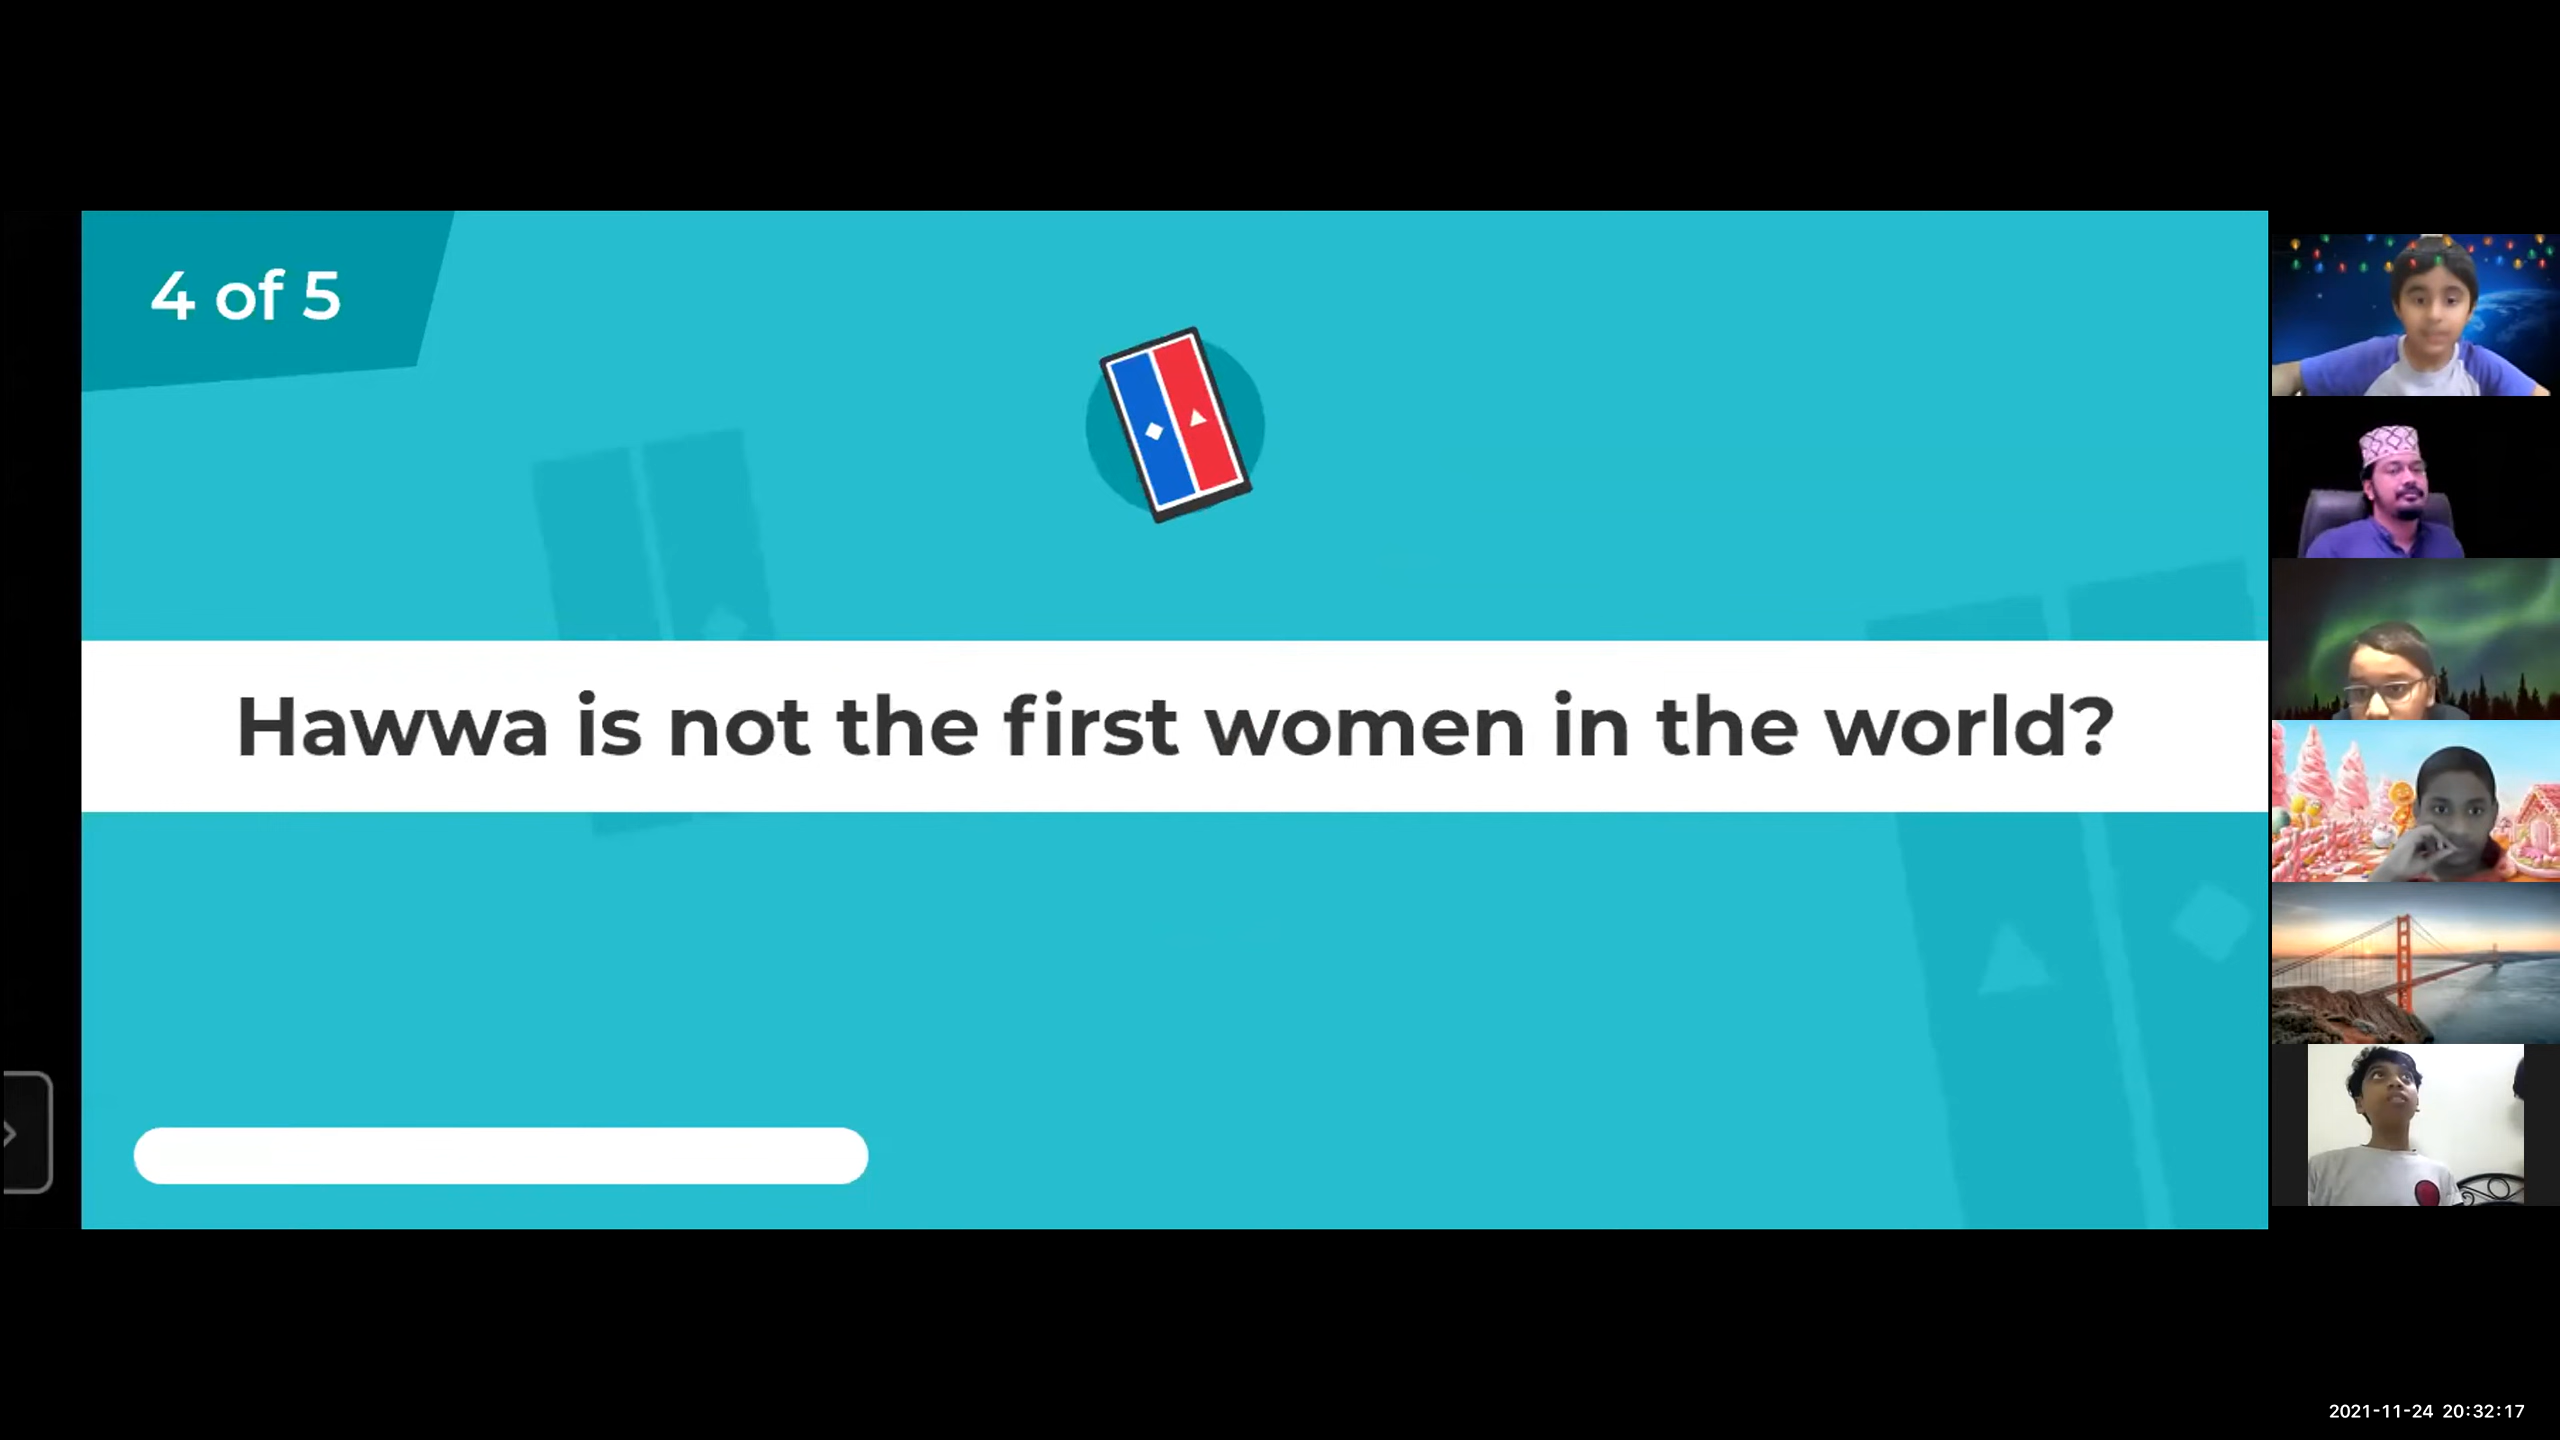 4 of 5
Hawwa is not the first women in the world?
2021-11-24 20:32:17